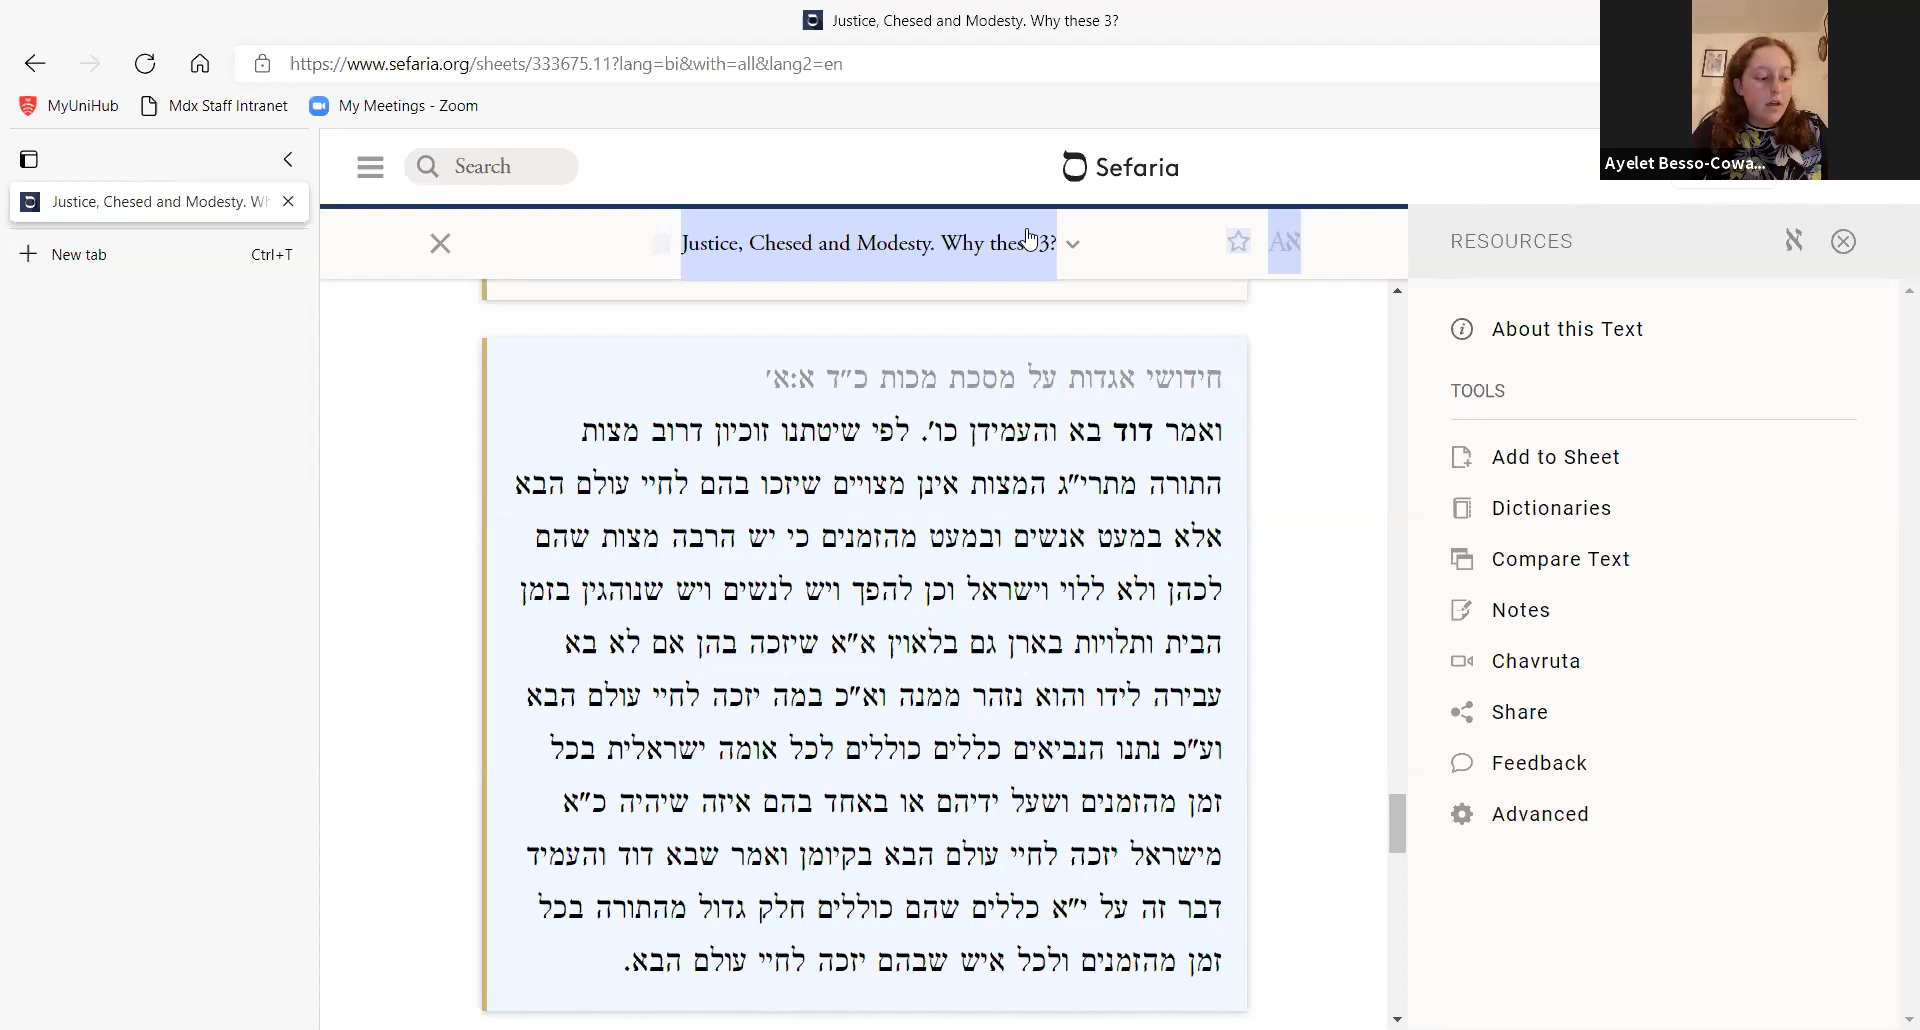 Justice, Chesed and Modesty. Why these 3?
https://www.sefaria.org/sheets/333675.11?lang=bi&with=all&lang2=en
MyUniHub
Mdx Staff Intranet
My Meetings - Zoom
Ayelet Besso-Cowa...
Search
Sefaria
Justice, Chesed and Modesty. Wh
New tab
Ctrl+T
Justice, Chesed and Modesty. Why these 3?
Aא
RESOURCES
א
About this Text
TOOLS
Add to Sheet
Dictionaries
Compare Text
Notes
Chavruta
Share
Feedback
Advanced
חידושי אגדות על מסכת מכות כ״ד א:א׳
ואמר דוד בא והעמידן כו'. לפי שיטתנו זוכיון דרוב מצות
התורה מתרי"ג המצות אינן מצויים שיזכו בהם לחיי עולם הבא
אלא במעט אנשים ובמעט מהזמנים כי יש הרבה מצות שהם
לכהן ולא ללוי וישראל וכן להפך ויש לנשים ויש שנוהגין בזמן
הבית ותלויות בארן גם בלאוין א"א שיזכה בהן אם לא בא
עבירה לידו והוא נזהר ממנה וא"כ במה יזכה לחיי עולם הבא
וע"כ נתנו הנביאים כללים כוללים לכל אומה ישראלית בכל
זמן מהזמנים ושעל ידיהם או באחד בהם איזה שיהיה כ"א
מישראל יזכה לחיי עולם הבא בקיומן ואמר שבא דוד והעמיד
דבר זה על י"א כללים שהם כוללים חלק גדול מהתורה בכל
זמן מהזמנים ולכל איש שבהם יזכה לחיי עולם הבא.